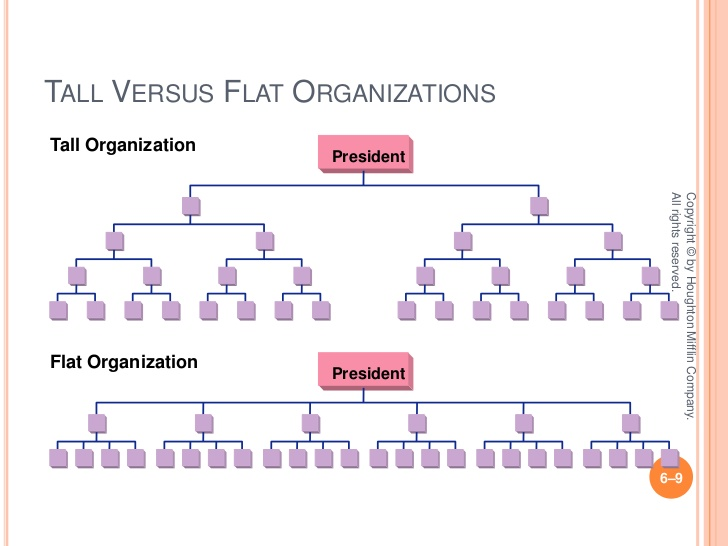 TALL VERSUS FLAT ORGANIZATIONS
Tall Organization
President
Copyright © by Houghton Mifflin Company.
All rights reserved.
Flat Organization
President
6–9